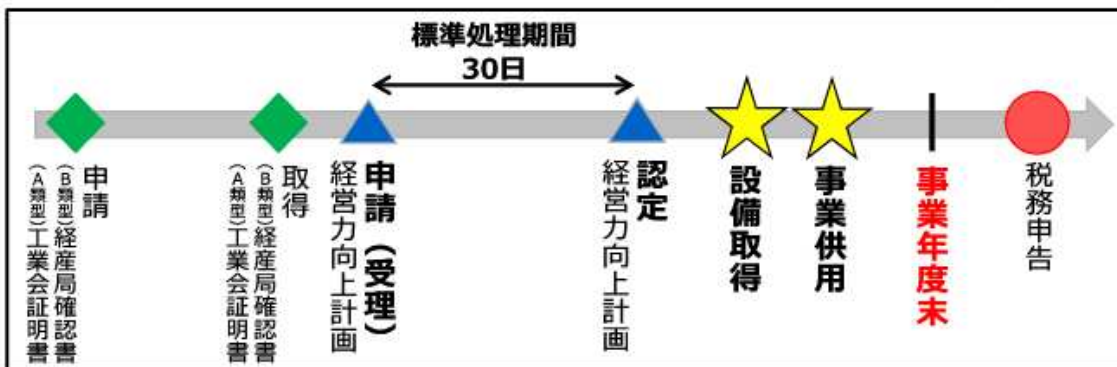 標準処理期間
30日
申請
（B類型）経産局確認書
（A類型）工業会証明書
取得
（B類型）経産局確認書
（A類型）工業会証明書
申請（受理）
経営力向上計画
認定
経営力向上計画
設備取得
事業供用
事業年度末
税務申告